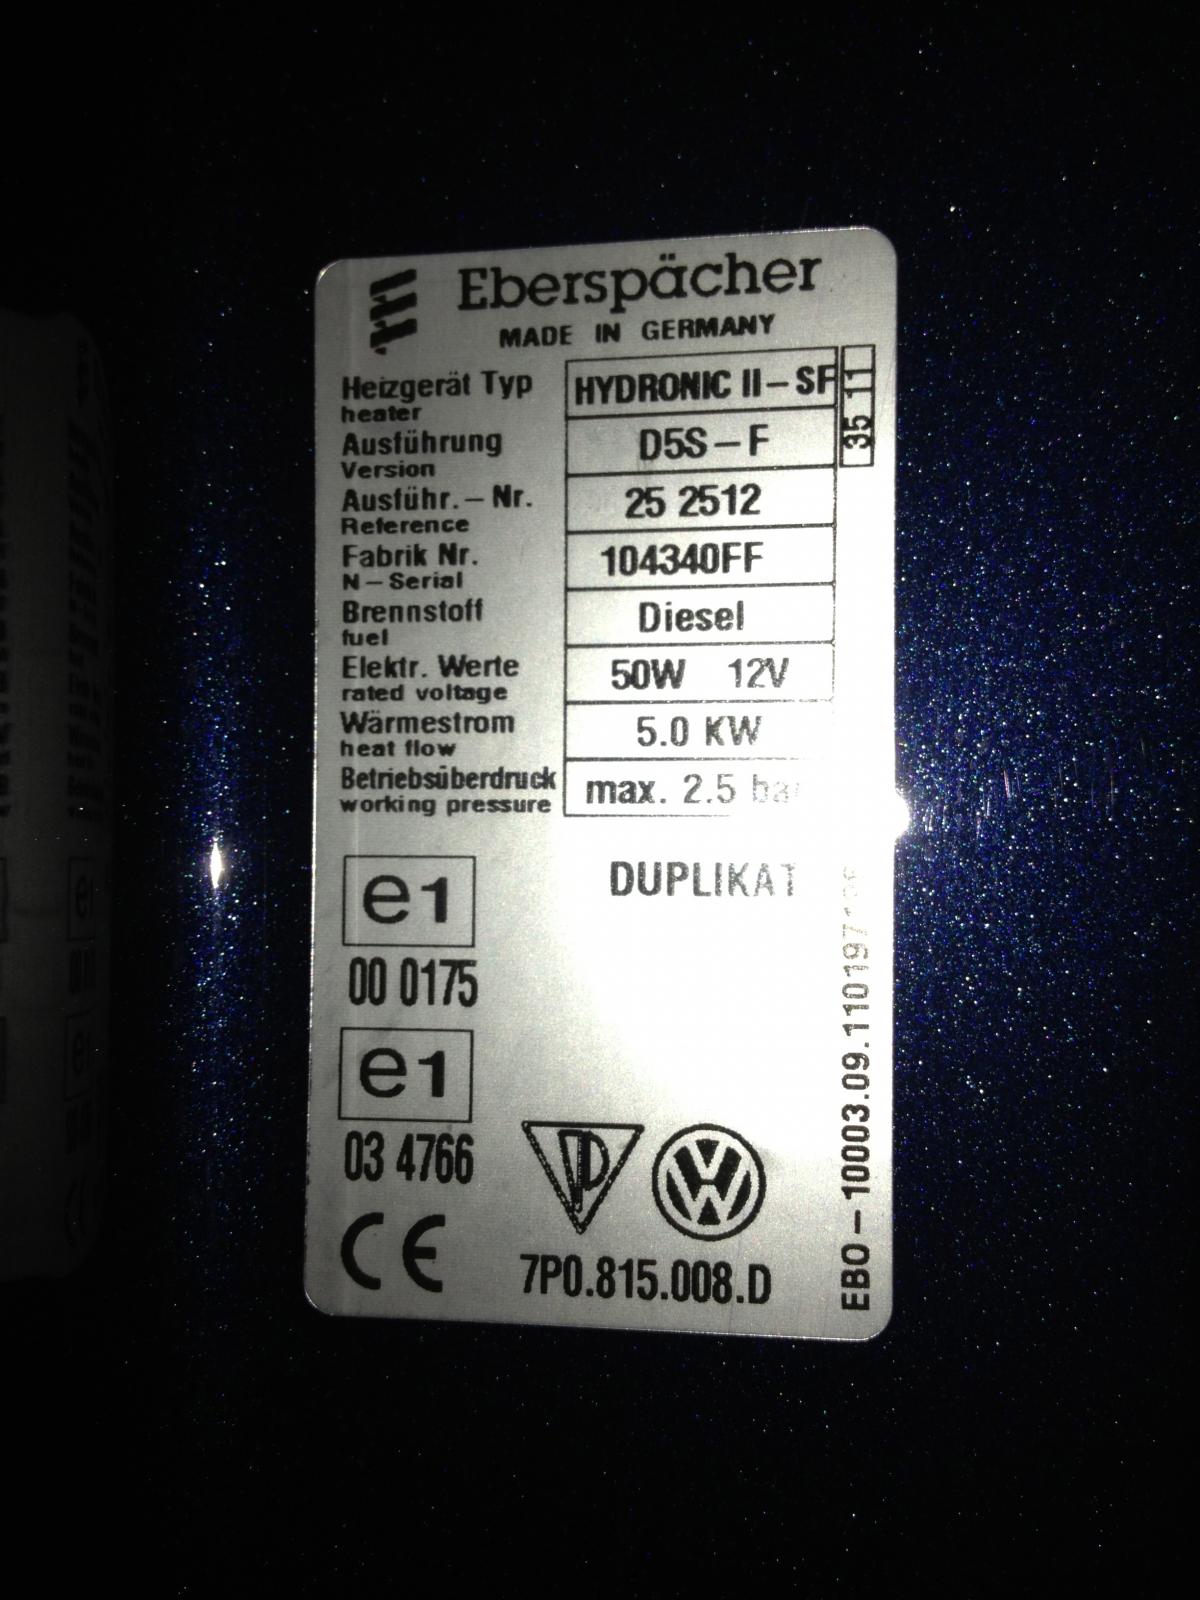 Eberspächer
MADE IN GERMANY
Heizgerät Typ HYDRONIC II – SF
heater
35 11
Ausführung D5S – F
Version
Ausführ. – Nr. 25 2512
Reference
Fabrik Nr. 104340FF
N – Serial
Brennstoff Diesel
fuel
Elektr. Werte 50W 12V
rated voltage
Wärmestrom 5.0 KW
heat flow
Betriebsüberdruck max. 2.5 bar
working pressure
DUPLIKAT
e1
00 0175
e1
03 4766
CE
VW
7P0.815.008.D
EBO – 10003.09.